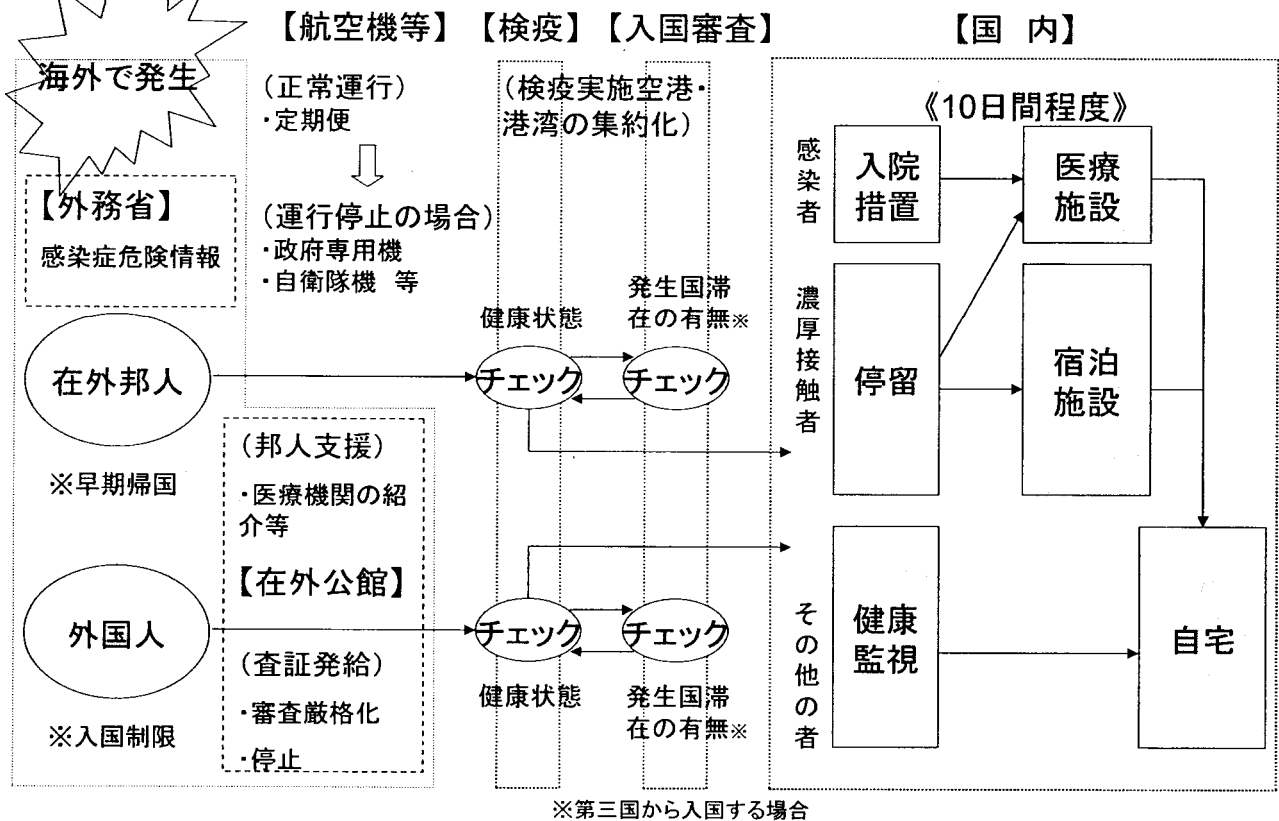 【航空機等】
【検疫】
【入国審査】
【国 内】
海外で発生
【外務省】
感染症危険情報
(正常運行)
・定期便
(運行停止の場合)
・政府専用機
・自衛隊機 等
(検疫実施空港・
港湾の集約化)
健康状態
発生国滞
在の有無※
在外邦人
チェック
チェック
※早期帰国
(邦人支援)
・医療機関の紹
介等
【在外公館】
(査証発給)
・審査厳格化
・停止
外国人
チェック
チェック
※入国制限
健康状態
発生国滞
在の有無※
《10日間程度》
感染者
入院
措置
医療
施設
濃厚接触者
停留
宿泊
施設
その他の者
健康
監視
自宅
※第三国から入国する場合